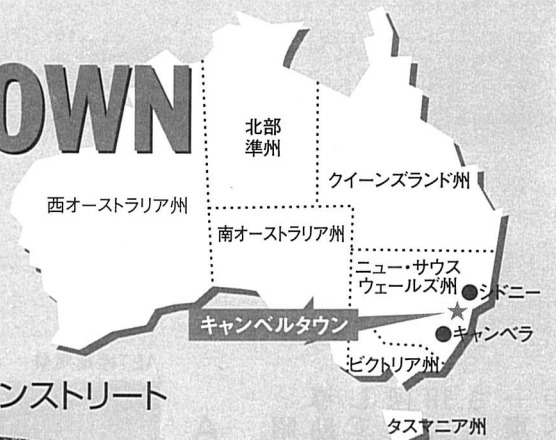 OWN
北部
準州
クイーンズランド州
西オーストラリア州
南オーストラリア州
ニュー・サウス
ウェールズ州
シドニー
キャンベルタウン
キャンベラ
ビクトリア州
ンストリート
タスマニア州